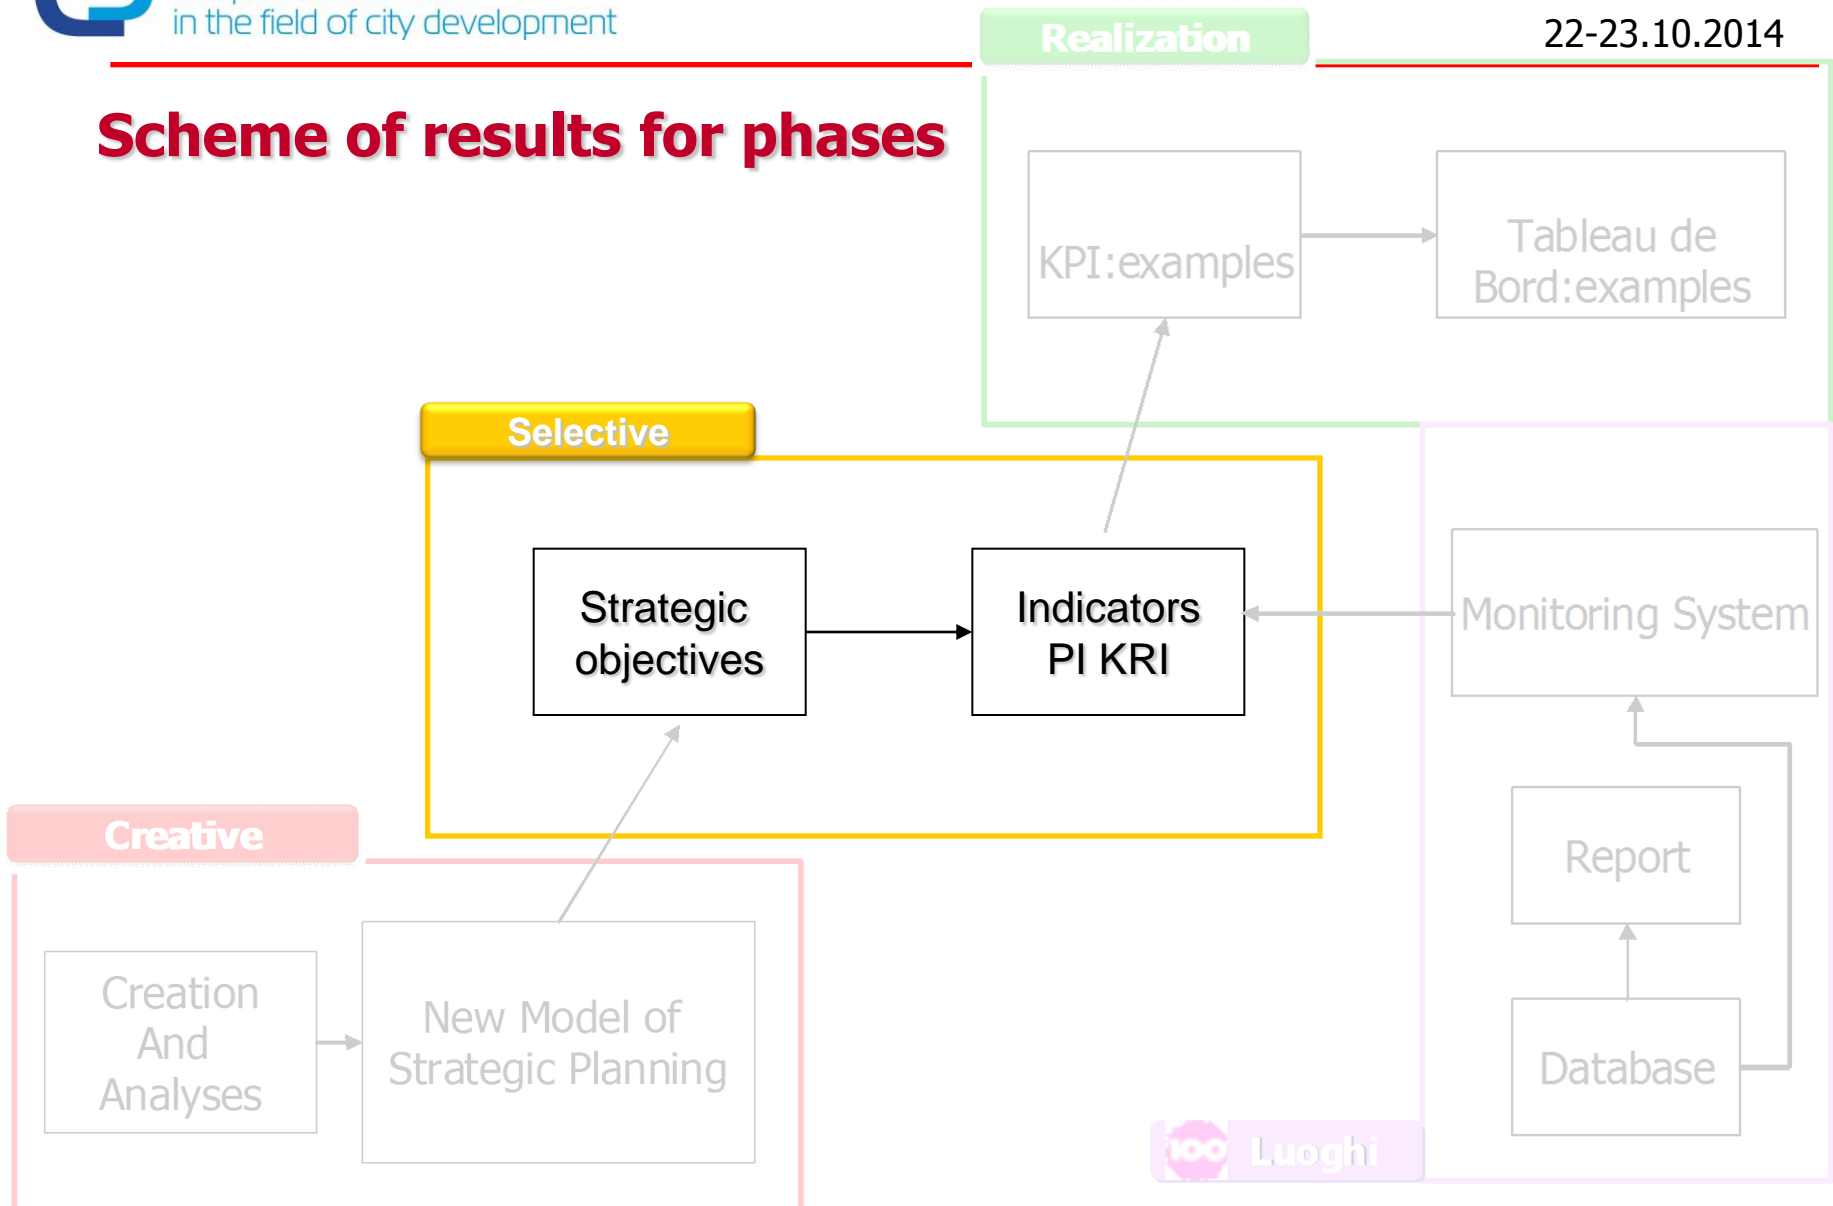 in the field of city development
22-23.10.2014
Realization
Scheme of results for phases
KPI:examples
Tableau de
Bord:examples
Selective
Strategic
objectives
Indicators
PI KRI
Monitoring System
Creative
Report
Creation
And
Analyses
New Model of
Strategic Planning
Database
100 Luoghi